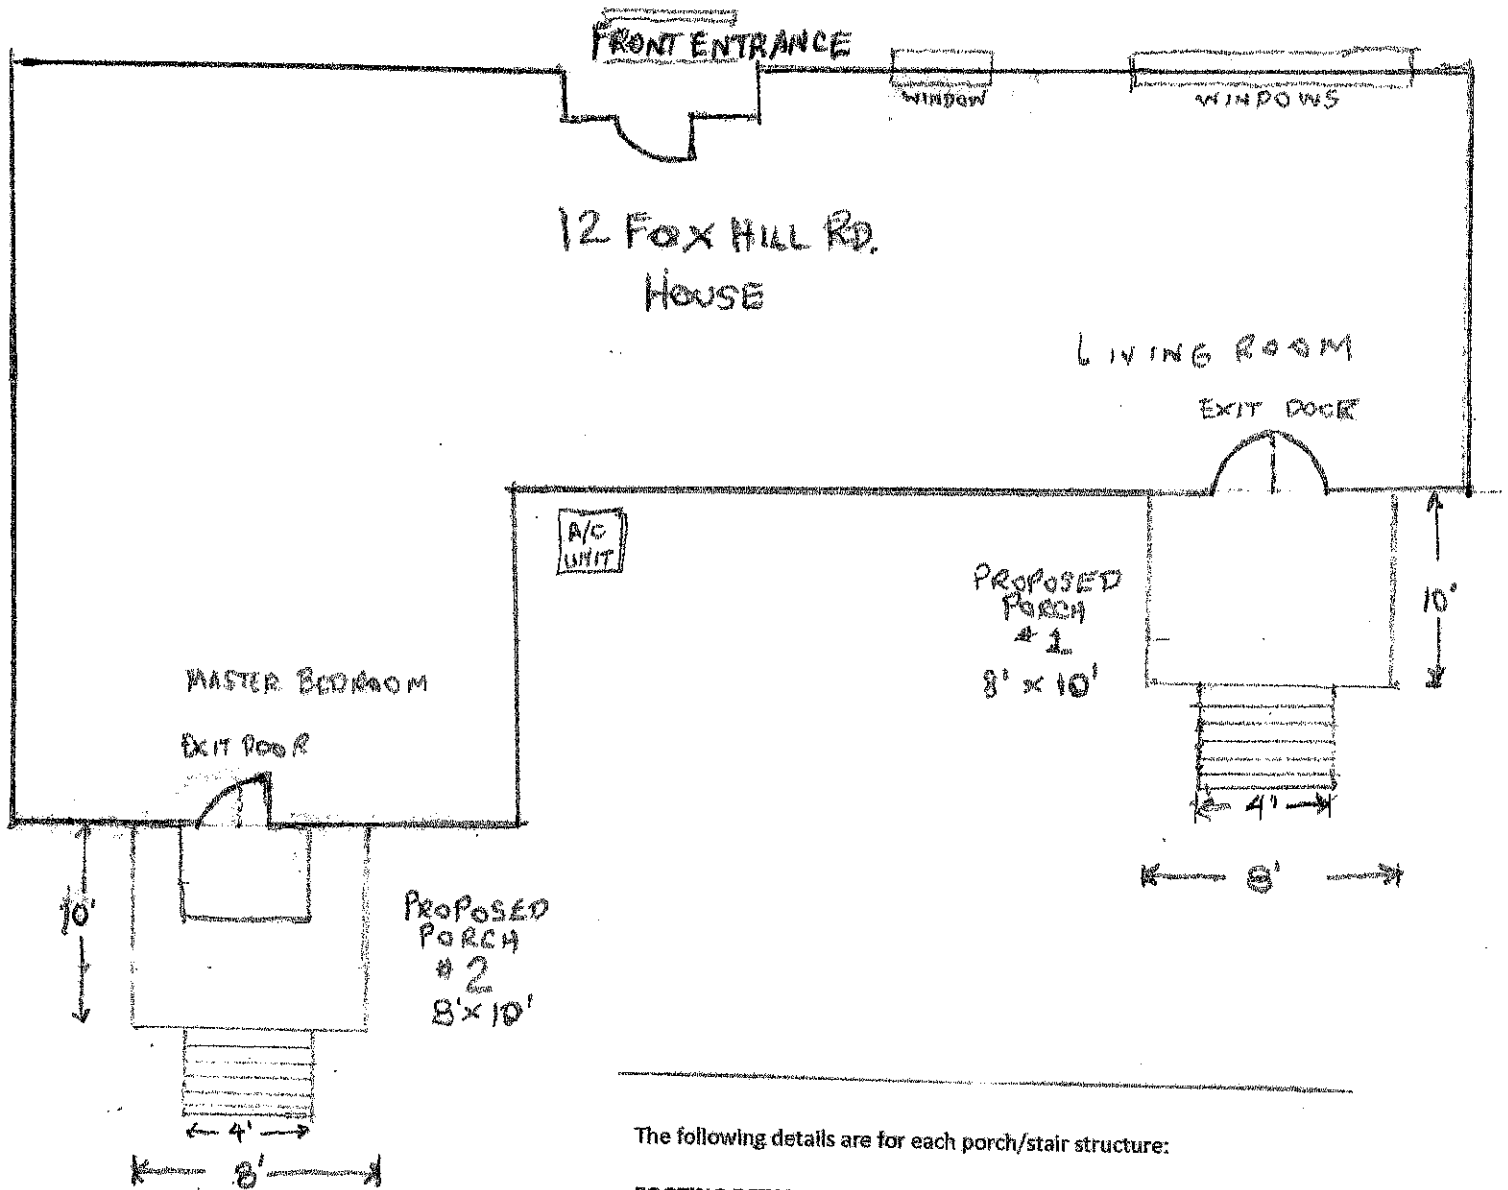 FRONT ENTRANCE
WINDOW
WINDOWS
12 FOX HILL RD.
HOUSE
LIVING ROOM
EXIT DOOR
A/C
UNIT
PROPOSED
PORCH
#1
8' x 10'
10'
4'
8'
MASTER BEDROOM
EXIT DOOR
10'
PROPOSED
PORCH
#2
8' x 10'
4'
8'
The following details are for each porch/stair structure: